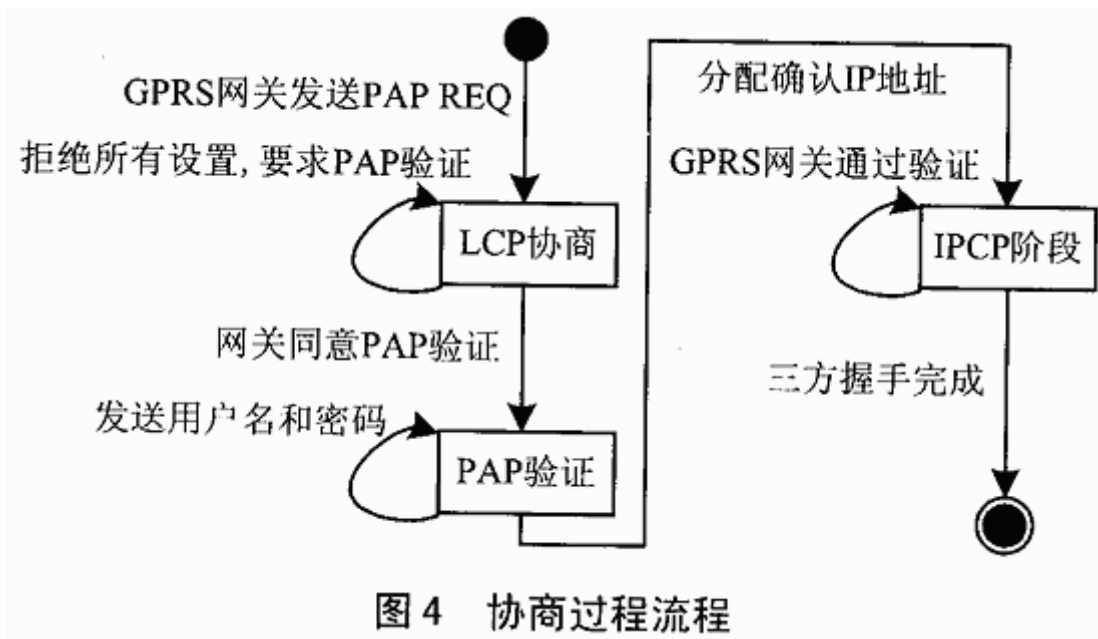 GPRS网关发送PAP REQ
拒绝所有设置, 要求PAP验证
LCP协商
网关同意PAP验证
发送用户名和密码
PAP验证
分配确认IP地址
GPRS网关通过验证
IPCP阶段
三方握手完成
图 4 协商过程流程